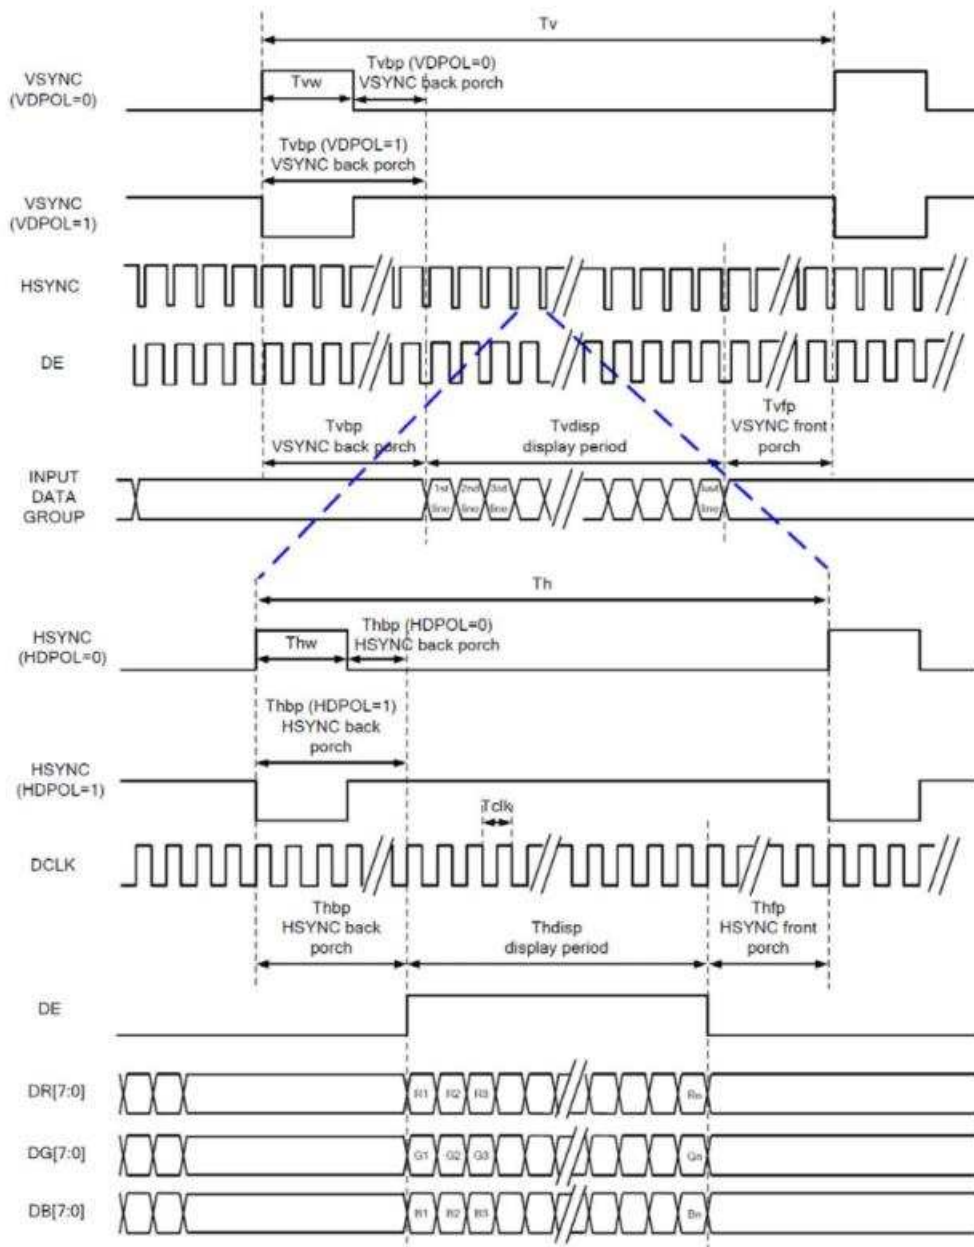 Tv
VSYNC
(VDPOL=0)
Tvw
Tvbp (VDPOL=0)
VSYNC back porch
Tvbp (VDPOL=1)
VSYNC back porch
VSYNC
(VDPOL=1)
HSYNC
DE
Tvbp
VSYNC back porch
Tvdisp
display period
Tvfp
VSYNC front
porch
INPUT
DATA
GROUP
1st
line
2nd
line
3rd
line
last
line
Th
HSYNC
(HDPOL=0)
Thw
Thbp (HDPOL=0)
HSYNC back porch
Thbp (HDPOL=1)
HSYNC back
porch
HSYNC
(HDPOL=1)
Tclk
DCLK
Thbp
HSYNC back
porch
Thdisp
display period
Thfp
HSYNC front
porch
DE
DR[7:0]
R1 R2 R3 Rn
DG[7:0]
G1 G2 G3 Gn
DB[7:0]
B1 B2 B3 Bn